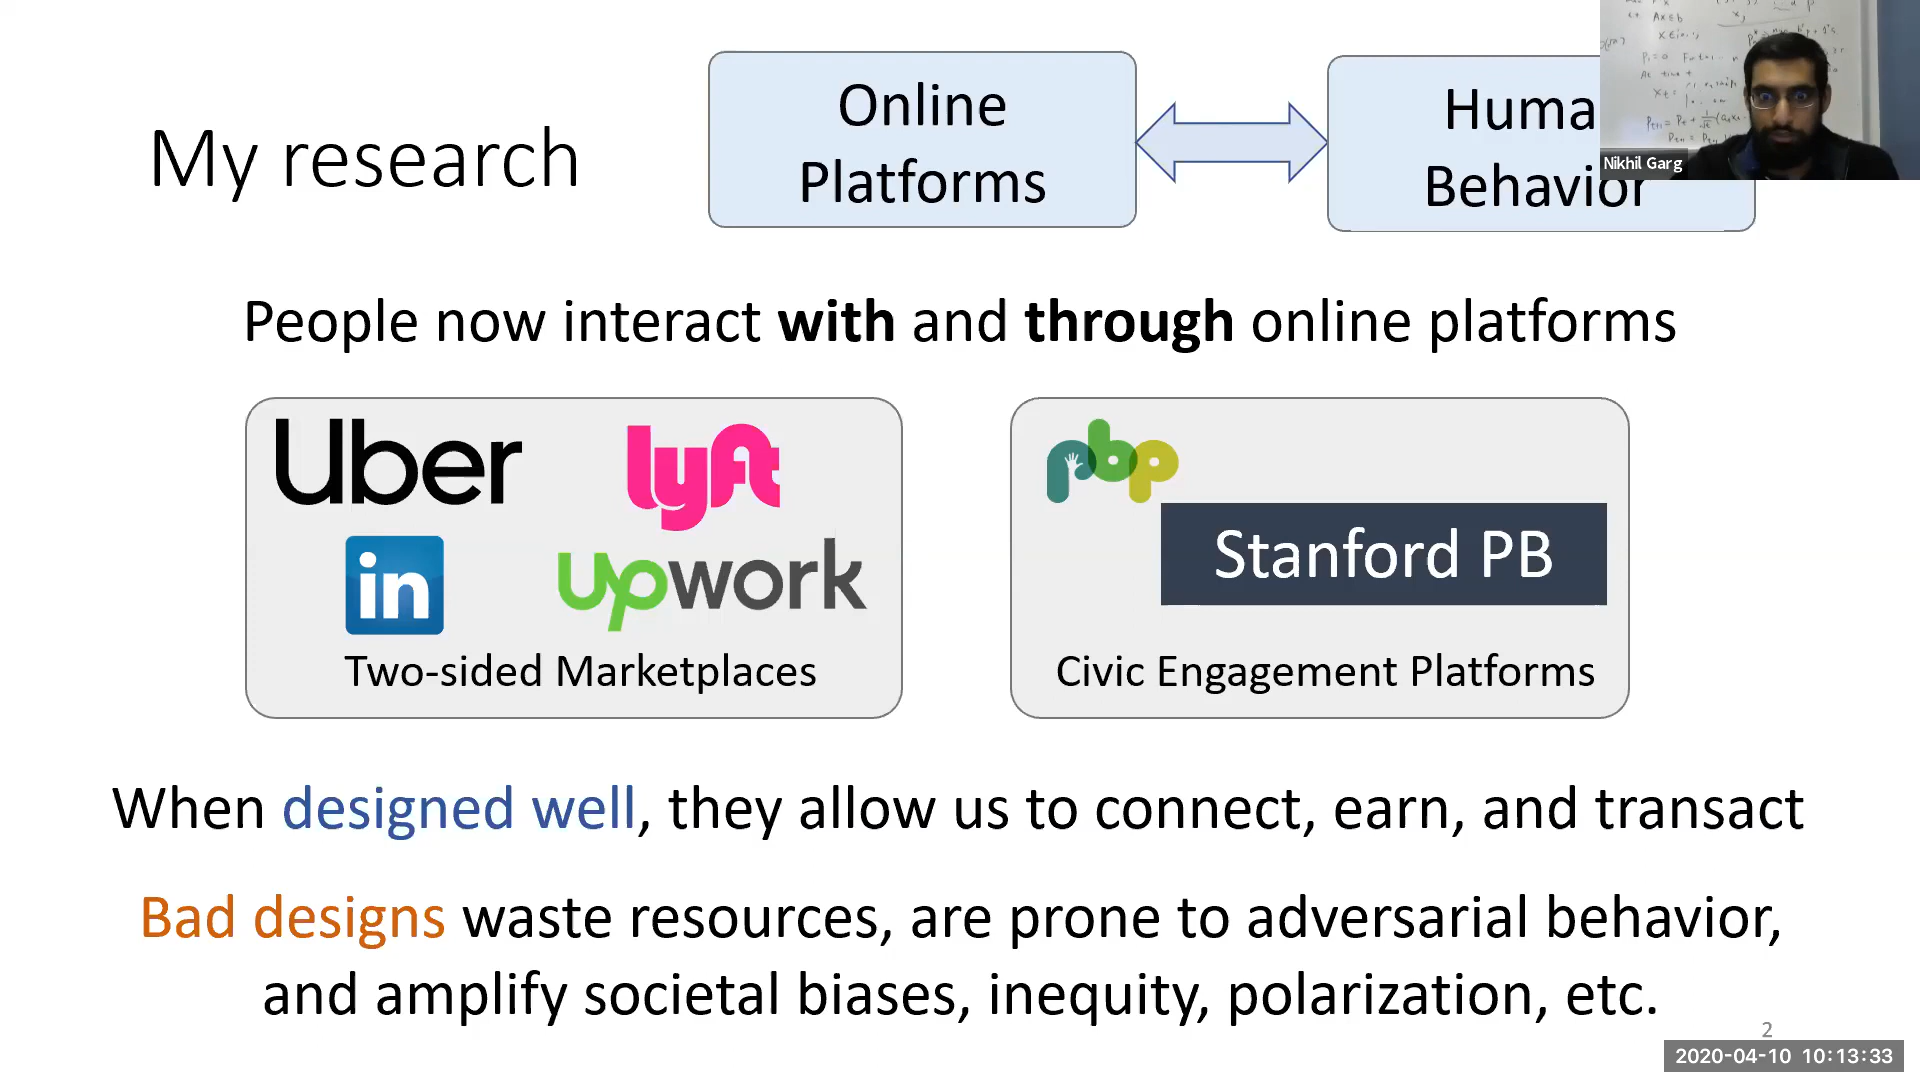 My research
Online
Platforms
Huma
Behavior
Nikhil Garg
People now interact with and through online platforms
Uber
lyft
in
upwork
Two-sided Marketplaces
pbp
Stanford PB
Civic Engagement Platforms
When designed well, they allow us to connect, earn, and transact
Bad designs waste resources, are prone to adversarial behavior,
and amplify societal biases, inequity, polarization, etc.
2
2020-04-10 10:13:33